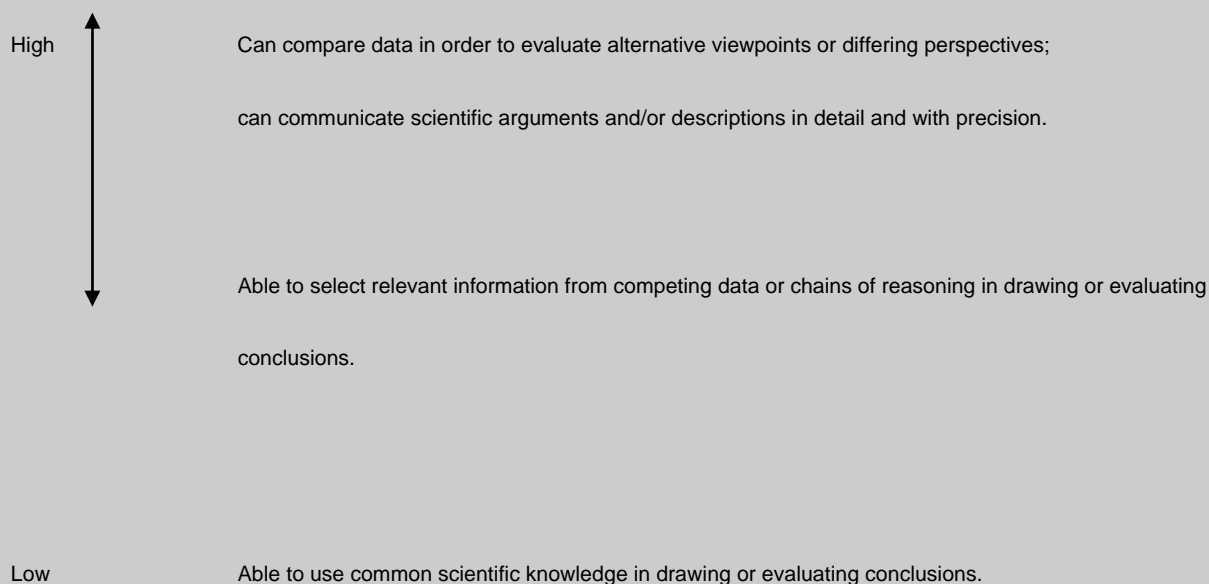 High Can compare data in order to evaluate alternative viewpoints or differing perspectives;
can communicate scientific arguments and/or descriptions in detail and with precision.
Able to select relevant information from competing data or chains of reasoning in drawing or evaluating
conclusions.
Low Able to use common scientific knowledge in drawing or evaluating conclusions.